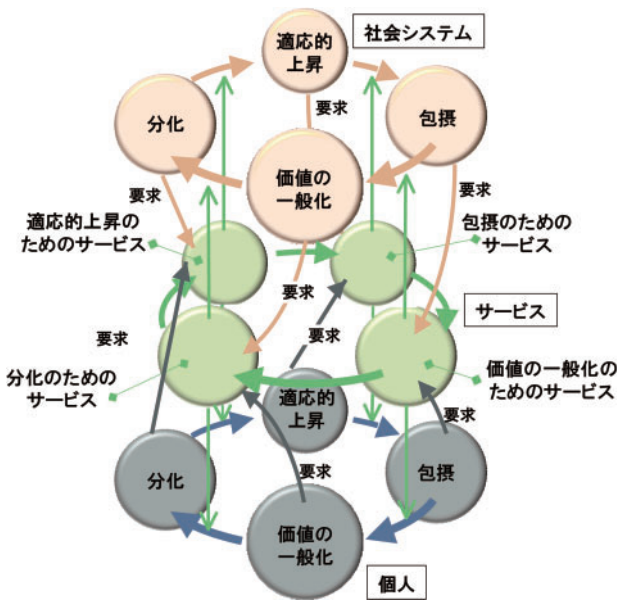 社会システム
適応的
上昇
要求
分化
包摂
価値の
一般化
要求
要求
適応的上昇の
ためのサービス
包摂のための
サービス
要求
サービス
要求
要求
分化のための
サービス
価値の一般化の
ためのサービス
適応的
上昇
要求
分化
要求
包摂
価値の
一般化
個人